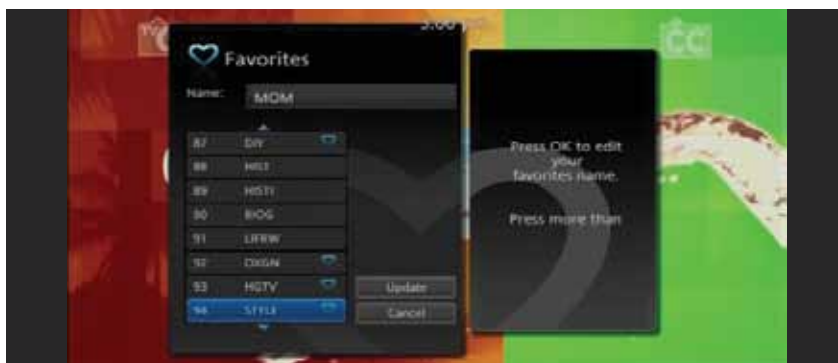 CC
Favorites
Name: MOM
87 DIY
88 HIST
89 HISTI
90 BIOG
91 LIFRW
92 DXGN
93 HGTV
94 STYLE
Update
Cancel
Press OK to edit
your
favorites name.
Press more than